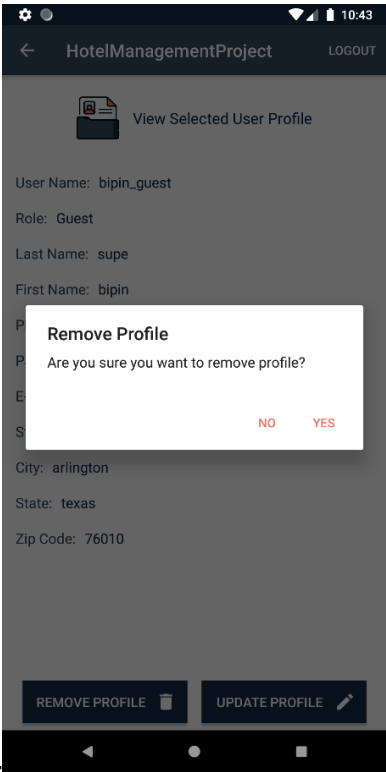 10:43
HotelManagementProject LOGOUT
View Selected User Profile
User Name: bipin_guest
Role: Guest
Last Name: supe
First Name: bipin
Remove Profile
Are you sure you want to remove profile?
NO YES
City: arlington
State: texas
Zip Code: 76010
REMOVE PROFILE UPDATE PROFILE